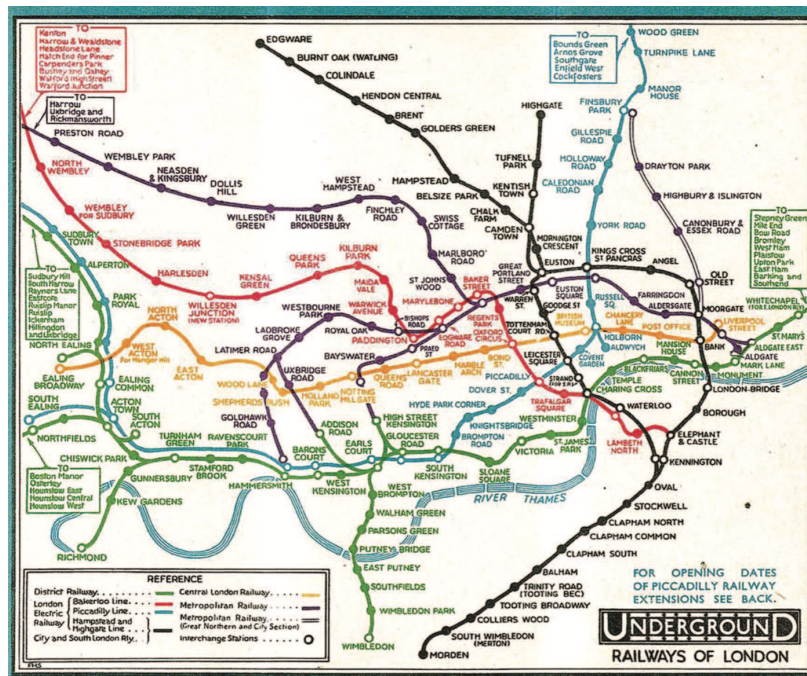 TO
Kenton
Harrow & Wealdstone
Headstone Lane
Hatch End for Pinner
Carpenders Park
Bushey and Oxhey
Watford High Street
Watford Junction
TO
Harrow
Uxbridge and
Rickmansworth
PRESTON ROAD
NORTH
WEMBLEY
WEMBLEY PARK
WEMBLEY
FOR SUDBURY
NEASDEN
& KINGSBURY
DOLLIS
HILL
STONEBRIDGE PARK
WILLESDEN
GREEN
HARLESDEN
KILBURN &
BRONDESBURY
WEST
HAMPSTEAD
FINCHLEY
ROAD
SWISS
COTTAGE
MARLBORO'
ROAD
ST JOHNS
WOOD
EDGWARE
BURNT OAK (WATLING)
COLINDALE
HENDON CENTRAL
BRENT
GOLDERS GREEN
HAMPSTEAD
BELSIZE PARK
CHALK
FARM
CAMDEN
TOWN
HIGHGATE
TUFNELL
PARK
KENTISH
TOWN
MORNINGTON
CRESCENT
EUSTON
TO
Bounds Green
Arnos Grove
Southgate
Enfield West
Cockfosters
WOOD GREEN
TURNPIKE LANE
MANOR
HOUSE
FINSBURY
PARK
GILLESPIE
ROAD
HOLLOWAY
ROAD
CALEDONIAN
ROAD
YORK ROAD
KINGS CROSS
ST PANCRAS
DRAYTON PARK
HIGHBURY & ISLINGTON
CANONBURY &
ESSEX ROAD
ANGEL
OLD
STREET
MOORGATE
TO
Stepney Green
Mile End
Bow Road
Bromley
West Ham
Plaistow
Upton Park
East Ham
Barking and
Southend
WHITECHAPEL
ST MARY'S
ALDGATE
EAST
ALDGATE
MARK LANE
MONUMENT
SUDBURY
TOWN
ALPERTON
PARK
ROYAL
TO
Sudbury Hill
South Harrow
Rayners Lane
Eastcote
Ruislip Manor
Ruislip
Ickenham
Hillingdon
and Uxbridge
NORTH EALING
EALING
BROADWAY
NORTH
ACTON
WEST
ACTON
for Hanger Hill
EAST
ACTON
WOOD LANE
SHEPHERDS BUSH
HOLLAND
PARK
NOTTING
HILL GATE
QUEENS
ROAD
LANCASTER
GATE
MARBLE
ARCH
BOND
ST.
OXFORD
CIRCUS
TOTTENHAM
COURT RD.
BRITISH
MUSEUM
CHANCERY
LANE
POST OFFICE
BANK
LIVERPOOL
STREET
WILLESDEN
JUNCTION
(NEW STATION)
KENSAL
GREEN
QUEEN'S
PARK
KILBURN
PARK
MAIDA
VALE
WARWICK
AVENUE
PADDINGTON
EDGWARE
ROAD
MARYLEBONE
BAKER
STREET
REGENTS
PARK
PICCADILLY
TRAFALGAR
SQUARE
LAMBETH
NORTH
ELEPHANT
& CASTLE
WESTBOURNE
PARK
LADBROKE
GROVE
ROYAL OAK
BISHOPS
ROAD
LATIMER ROAD
UXBRIDGE
ROAD
BAYSWATER
PRAED
ST
GREAT
PORTLAND
STREET
EUSTON
SQUARE
FARRINGDON
ALDERSGATE
WARREN
ST.
GOODGE ST.
RUSSELL
SQ.
HOLBORN
ALDWYCH
COVENT
GARDEN
LEICESTER
SQUARE
STRAND
DOVER ST.
HYDE PARK CORNER
KNIGHTSBRIDGE
BROMPTON
ROAD
TEMPLE
CHARING CROSS
BLACKFRIARS
MANSION
HOUSE
CANNON
STREET
LONDON-BRIDGE
BOROUGH
WATERLOO
WESTMINSTER
ST. JAMES
PARK
VICTORIA
SLOANE
SQUARE
SOUTH
KENSINGTON
GLOUCESTER
ROAD
HIGH STREET
KENSINGTON
EARLS
COURT
ADDISON
ROAD
GOLDHAWK
ROAD
BARONS
COURT
WEST
KENSINGTON
HAMMERSMITH
RAVENSCOURT
PARK
STAMFORD
BROOK
TURNHAM
GREEN
CHISWICK PARK
GUNNERSBURY
KEW GARDENS
RICHMOND
EALING
COMMON
ACTON
TOWN
SOUTH
ACTON
SOUTH
EALING
NORTHFIELDS
TO
Boston Manor
Osterley
Hounslow East
Hounslow Central
Hounslow West
WEST
BROMPTON
WALHAM GREEN
PARSONS GREEN
PUTNEY BRIDGE
EAST PUTNEY
SOUTHFIELDS
WIMBLEDON PARK
WIMBLEDON
RIVER THAMES
KENNINGTON
OVAL
STOCKWELL
CLAPHAM NORTH
CLAPHAM COMMON
CLAPHAM SOUTH
BALHAM
TRINITY ROAD
(TOOTING BEC)
TOOTING BROADWAY
COLLIERS WOOD
SOUTH WIMBLEDON
(MERTON)
MORDEN
REFERENCE
District Railway
London
Electric
Railway
Bakerloo Line
Piccadilly Line
Hampstead and
Highgate Line
City and South London Rly.
Central London Railway
Metropolitan Railway
Metropolitan Railway
(Great Northern and City Section)
Interchange Stations
FOR OPENING DATES
OF PICCADILLY RAILWAY
EXTENSIONS SEE BACK.
UNDERGROUND
RAILWAYS OF LONDON